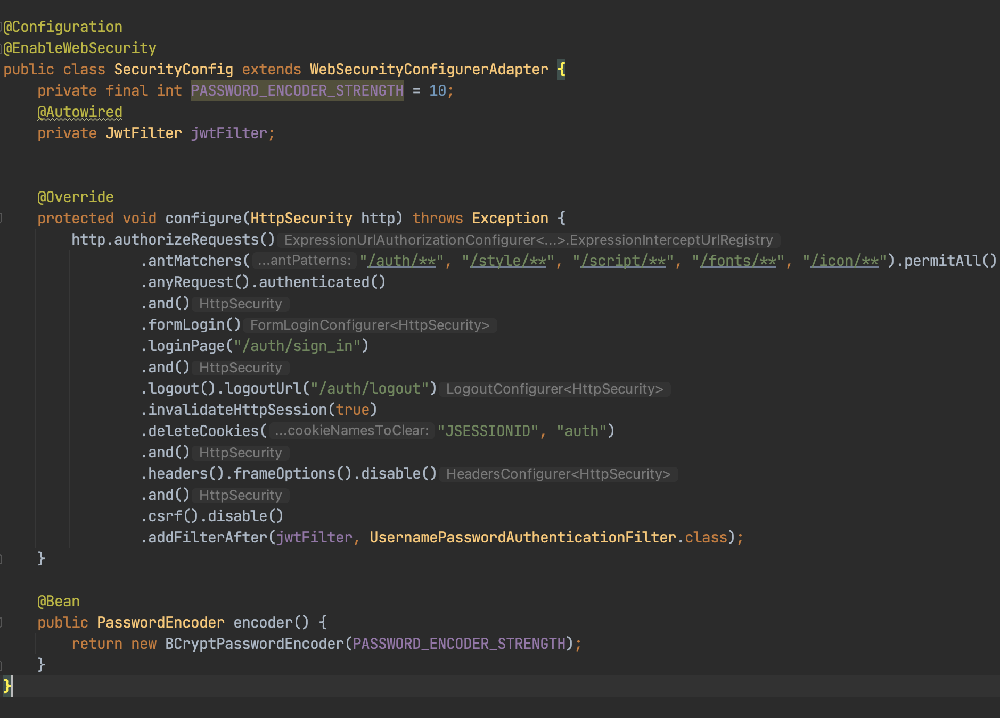 @Configuration
@EnableWebSecurity
public class SecurityConfig extends WebSecurityConfigurerAdapter {
    private final int PASSWORD_ENCODER_STRENGTH = 10;
    @Autowired
    private JwtFilter jwtFilter;
    @Override
    protected void configure(HttpSecurity http) throws Exception {
        http.authorizeRequests() ExpressionUrlAuthorizationConfigurer<...>.ExpressionInterceptUrlRegistry
                .antMatchers( ...antPatterns: "/auth/**", "/style/**", "/script/**", "/fonts/**", "/icon/**").permitAll()
                .anyRequest().authenticated()
                .and() HttpSecurity
                .formLogin() FormLoginConfigurer<HttpSecurity>
                .loginPage("/auth/sign_in")
                .and() HttpSecurity
                .logout().logoutUrl("/auth/logout") LogoutConfigurer<HttpSecurity>
                .invalidateHttpSession(true)
                .deleteCookies( ...cookieNamesToClear: "JSESSIONID", "auth")
                .and() HttpSecurity
                .headers().frameOptions().disable() HeadersConfigurer<HttpSecurity>
                .and() HttpSecurity
                .csrf().disable()
                .addFilterAfter(jwtFilter, UsernamePasswordAuthenticationFilter.class);
    }
    @Bean
    public PasswordEncoder encoder() {
        return new BCryptPasswordEncoder(PASSWORD_ENCODER_STRENGTH);
    }
}